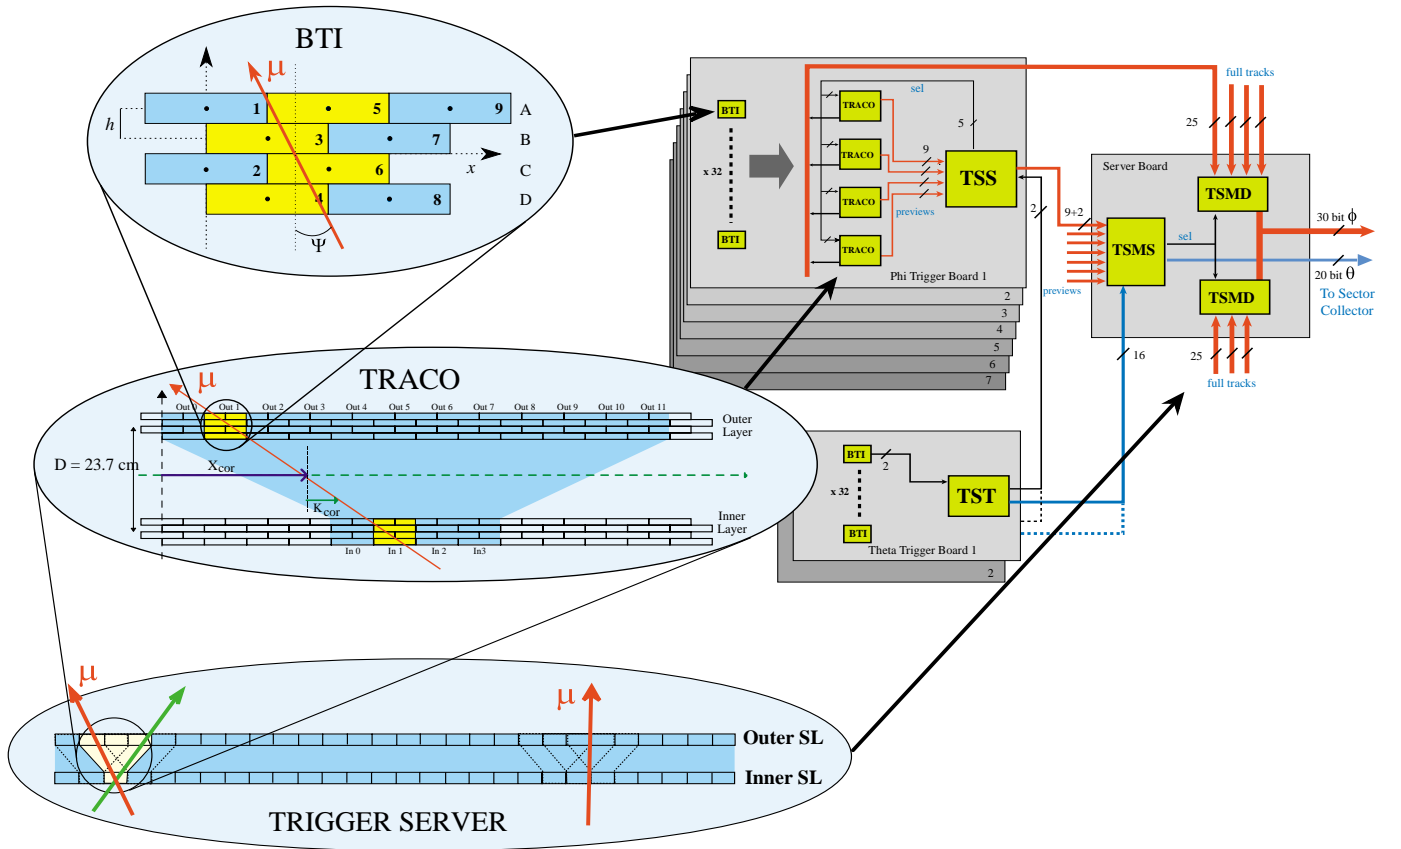 BTI
μ
h
1
5
9
A
3
7
B
2
6
C
x
4
8
D
Ψ
TRACO
μ
Out 0
Out 1
Out 2
Out 3
Out 4
Out 5
Out 6
Out 7
Out 8
Out 9
Out 10
Out 11
Outer
Layer
D = 23.7 cm
Xcor
Kcor
Inner
Layer
In 0
In 1
In 2
In3
μ
μ
Outer SL
Inner SL
TRIGGER SERVER
BTI
x 32
BTI
TRACO
TRACO
TRACO
TRACO
sel
5
9
previews
TSS
Phi Trigger Board 1
2
3
4
5
6
7
2
BTI
2
x 32
BTI
TST
Theta Trigger Board 1
2
full tracks
25
Server Board
TSMD
9+2
TSMS
sel
previews
TSMD
30 bit ϕ
20 bit θ
To Sector
Collector
16
25
full tracks